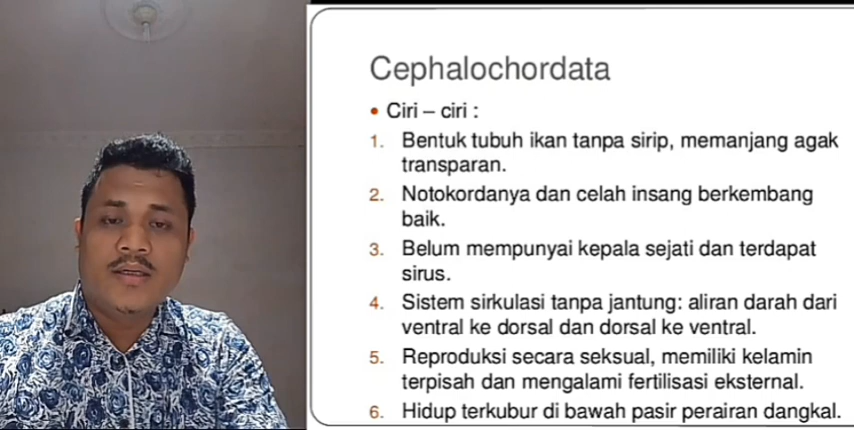 Cephalochordata
• Ciri – ciri :
1. Bentuk tubuh ikan tanpa sirip, memanjang agak
transparan.
2. Notokordanya dan celah insang berkembang
baik.
3. Belum mempunyai kepala sejati dan terdapat
sirus.
4. Sistem sirkulasi tanpa jantung: aliran darah dari
ventral ke dorsal dan dorsal ke ventral.
5. Reproduksi secara seksual, memiliki kelamin
terpisah dan mengalami fertilisasi eksternal.
6. Hidup terkubur di bawah pasir perairan dangkal.